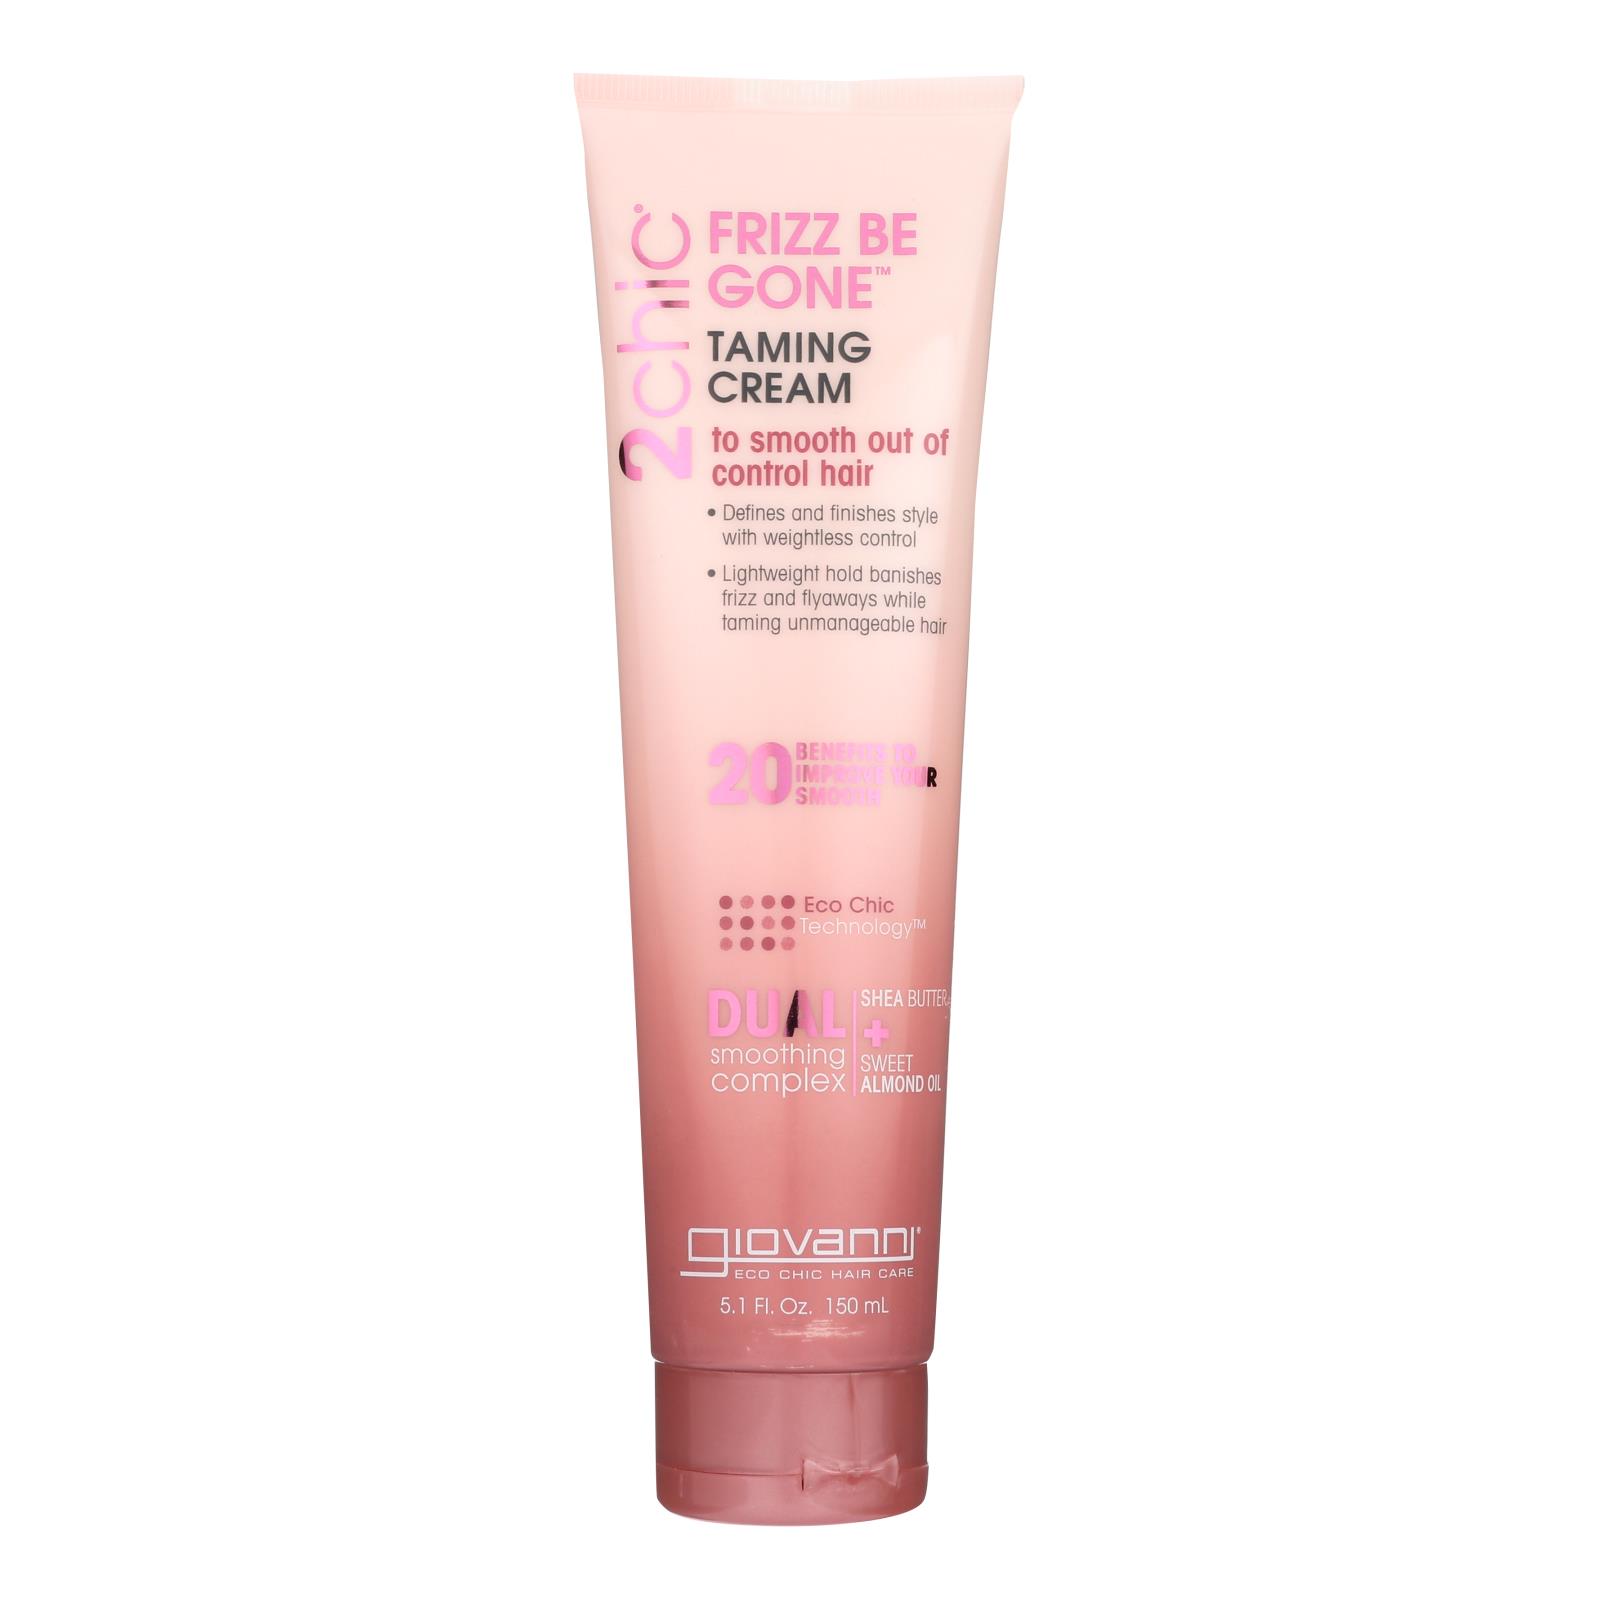 2chic®
FRIZZ BE
GONE™
TAMING
CREAM
to smooth out of
control hair
• Defines and finishes style
with weightless control
• Lightweight hold banishes
frizz and flyaways while
taming unmanageable hair
20 BENEFITS TO
IMPROVE YOUR
SMOOTH
Eco Chic
Technology™
DUAL
smoothing
complex
SHEA BUTTER
+
SWEET
ALMOND OIL
giovanni®
ECO CHIC HAIR CARE
5.1 Fl. Oz. 150 mL